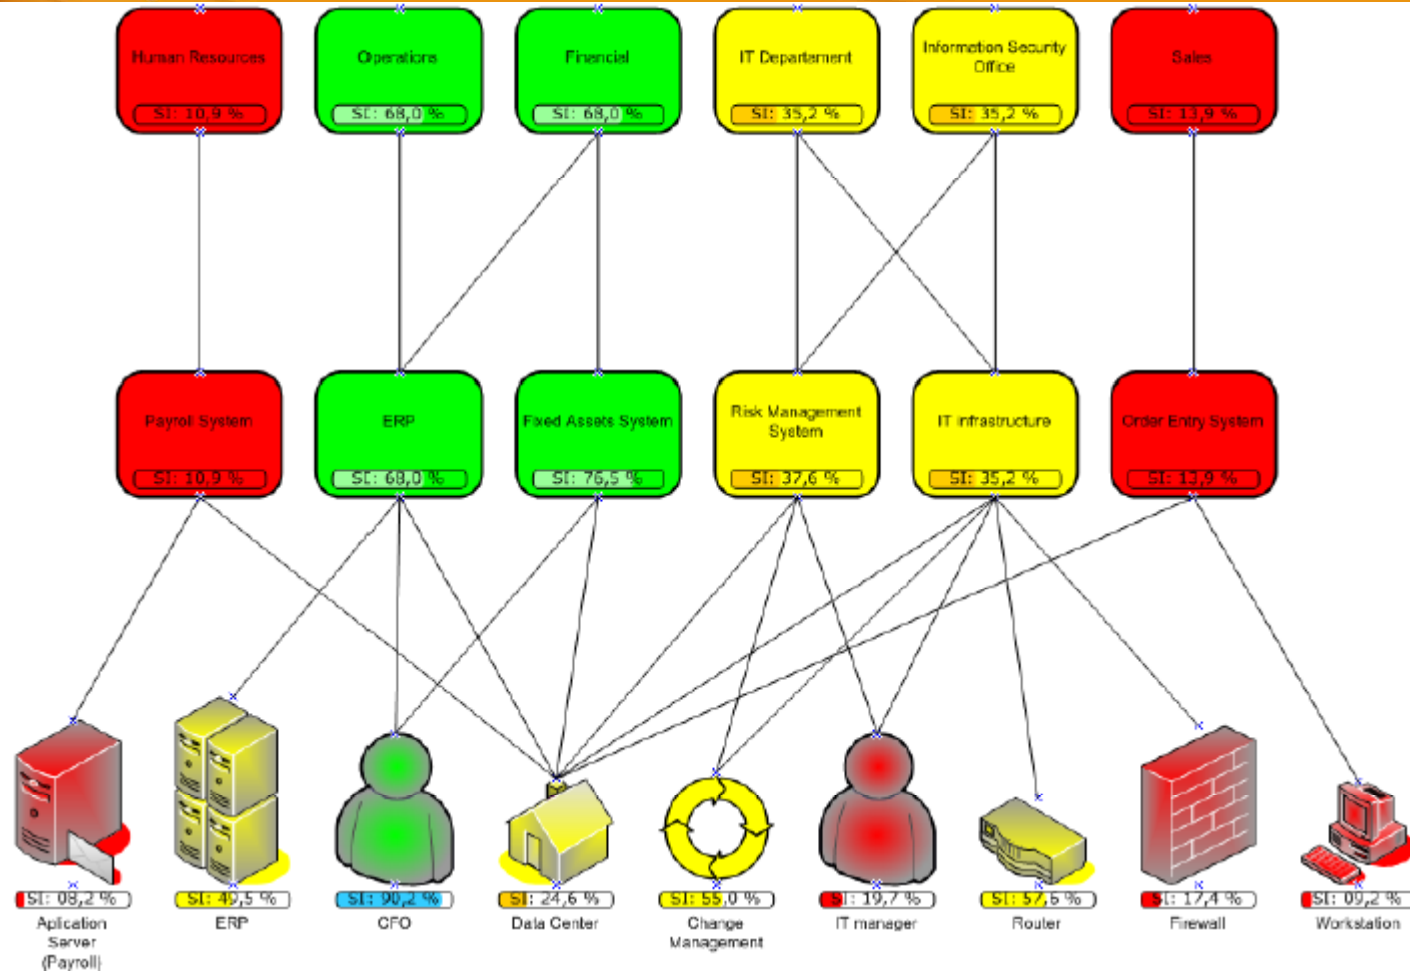 Human Resources
SI: 10,9 %
Operations
SI: 68,0 %
Financial
SI: 68,0 %
IT Departament
SI: 35,2 %
Information Security
Office
SI: 35,2 %
Sales
SI: 13,9 %
Payroll System
SI: 10,9 %
ERP
SI: 68,0 %
Fixed Assets System
SI: 76,5 %
Risk Management
System
SI: 37,6 %
IT Infrastructure
SI: 35,2 %
Order Entry System
SI: 13,9 %
SI: 08,2 %
Aplication
Server
(Payroll)
SI: 49,5 %
ERP
SI: 90,2 %
CFO
SI: 24,6 %
Data Center
SI: 55,0 %
Change
Management
SI: 19,7 %
IT manager
SI: 57,6 %
Router
SI: 17,4 %
Firewall
SI: 09,2 %
Workstation